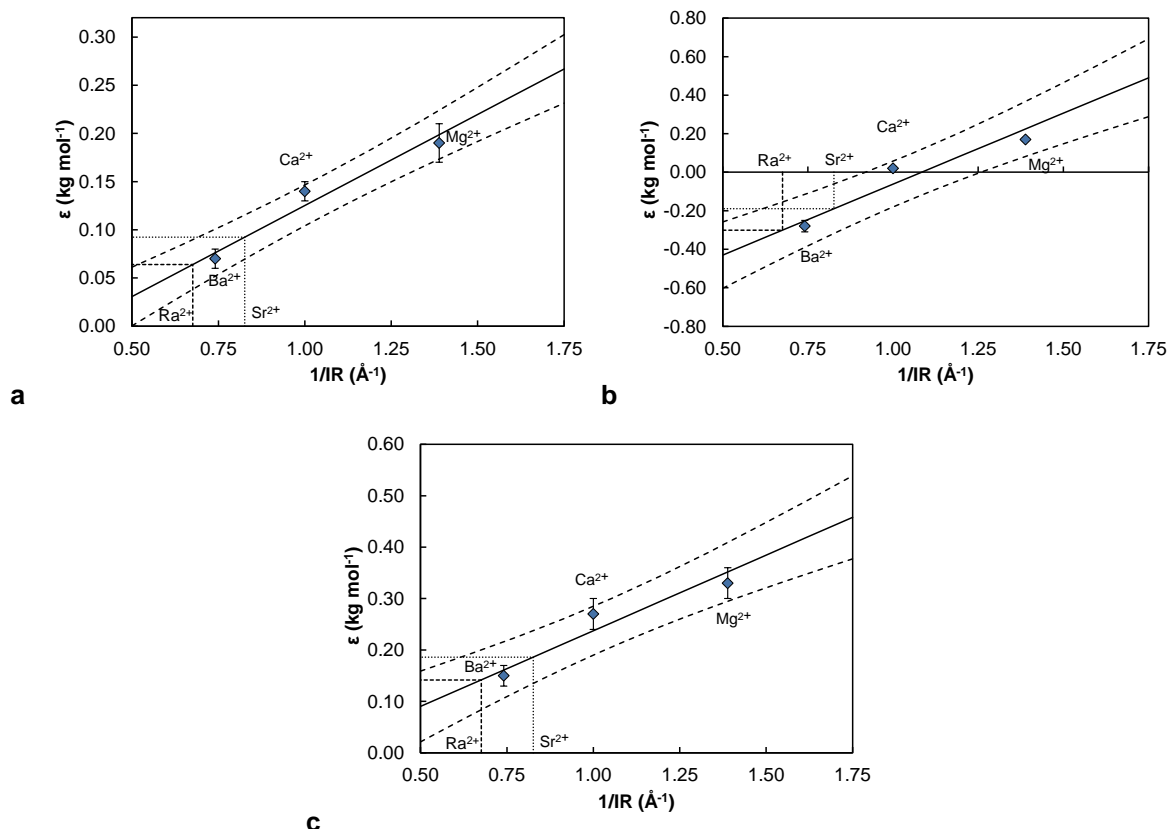 0.30
0.25
0.20
0.15
0.10
0.05
0.00
ε (kg mol⁻¹)
Ca²⁺
Mg²⁺
Ba²⁺
Ra²⁺
Sr²⁺
0.50 0.75 1.00 1.25 1.50 1.75
1/IR (Å⁻¹)
a
0.80
0.60
0.40
0.20
0.00
-0.20
-0.40
-0.60
-0.80
ε (kg mol⁻¹)
Ca²⁺
Ra²⁺ Sr²⁺
Mg²⁺
Ba²⁺
0.50 0.75 1.00 1.25 1.50 1.75
1/IR (Å⁻¹)
b
0.60
0.50
0.40
0.30
0.20
0.10
0.00
ε (kg mol⁻¹)
Ca²⁺
Mg²⁺
Ba²⁺
Ra²⁺ Sr²⁺
0.50 0.75 1.00 1.25 1.50 1.75
1/IR (Å⁻¹)
c